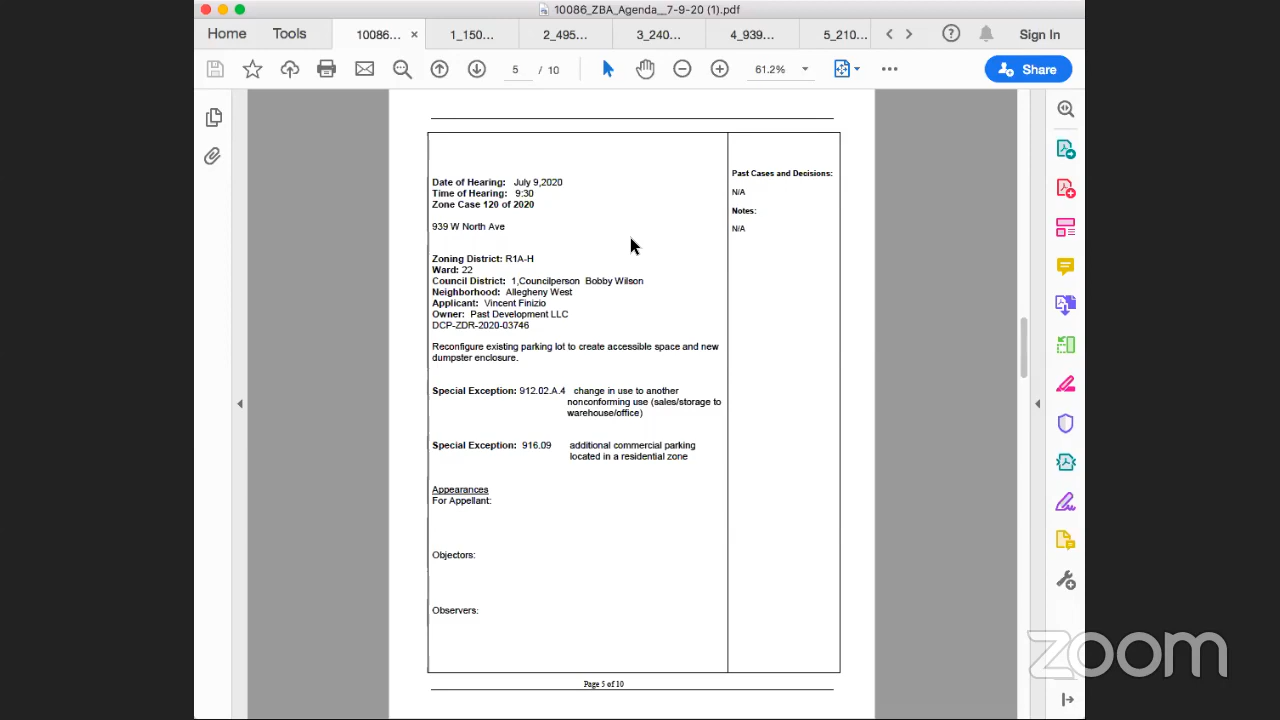 10086_ZBA_Agenda__7-9-20 (1).pdf
Home Tools 10086... × 1_150... 2_495... 3_240... 4_939... 5_210... Sign In
5 / 10 61.2% Share
Date of Hearing: July 9,2020
Time of Hearing: 9:30
Zone Case 120 of 2020
939 W North Ave
Zoning District: R1A-H
Ward: 22
Council District: 1,Councilperson Bobby Wilson
Neighborhood: Allegheny West
Applicant: Vincent Finizio
Owner: Past Development LLC
DCP-ZDR-2020-03746
Reconfigure existing parking lot to create accessible space and new
dumpster enclosure.
Special Exception: 912.02.A.4 change in use to another
nonconforming use (sales/storage to
warehouse/office)
Special Exception: 916.09 additional commercial parking
located in a residential zone
Appearances
For Appellant:
Objectors:
Observers:
Past Cases and Decisions:
N/A
Notes:
N/A
Page 5 of 10
zoom